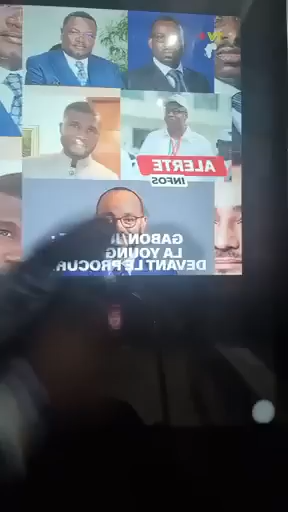 ALERTE
INFOS
GABON
LA YOUNG
DEVANT LE PROCUR